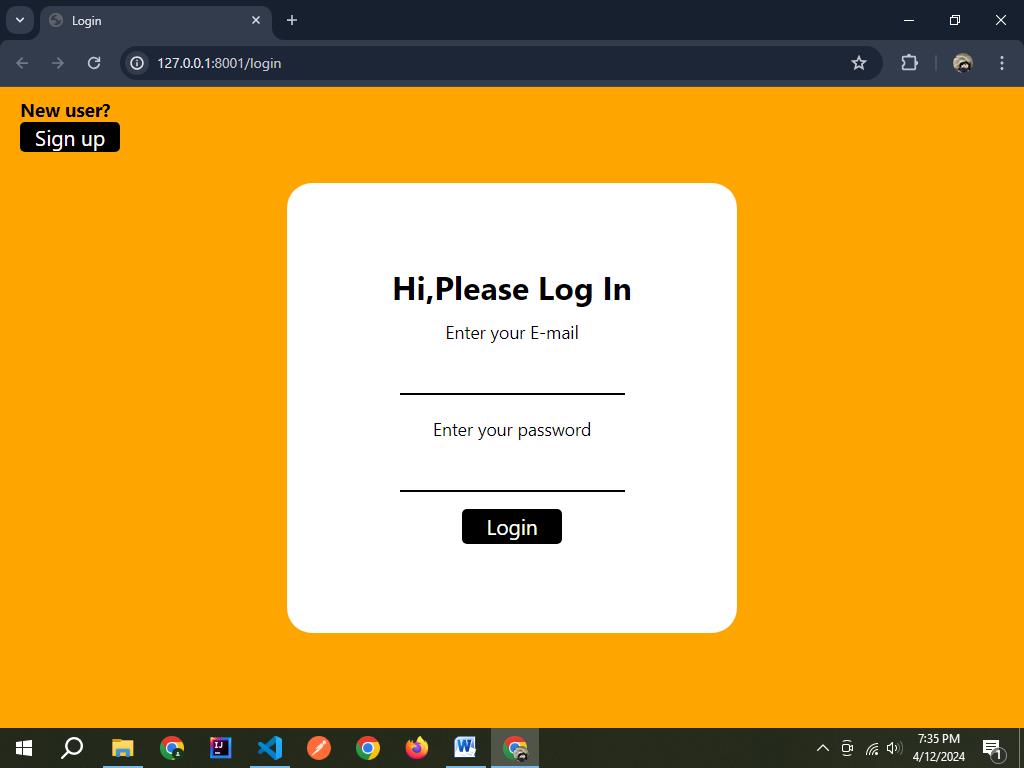 Login
127.0.0.1:8001/login
New user?
Sign up
Hi,Please Log In
Enter your E-mail
Enter your password
Login
7:35 PM
4/12/2024
1